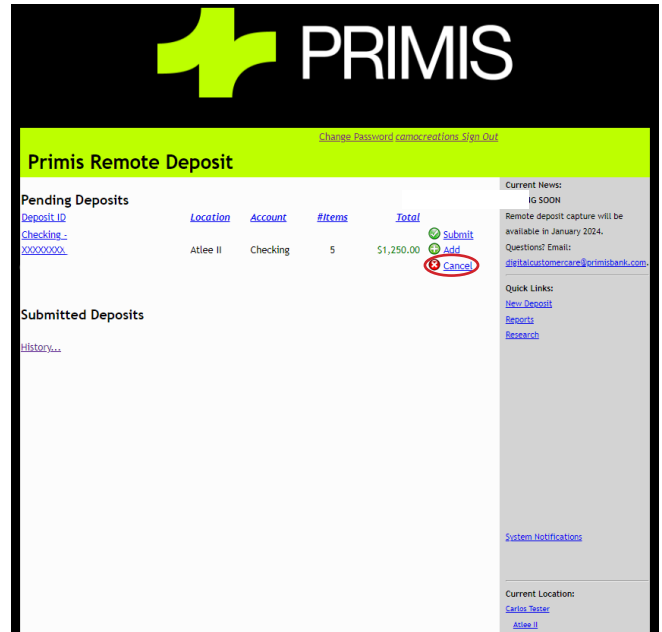 PRIMIS
Change Password camocreations Sign Out
Primis Remote Deposit
Pending Deposits
Deposit ID Location Account #Items Total
Checking -
XXXXXXXX Atlee II Checking 5 $1,250.00
Submit
Add
Cancel
Submitted Deposits
History...
Current News:
G SOON
Remote deposit capture will be
available in January 2024.
Questions? Email:
digitalcustomercare@primisbank.com.
Quick Links:
New Deposit
Reports
Research
System Notifications
Current Location:
Carlos Tester
Atlee II